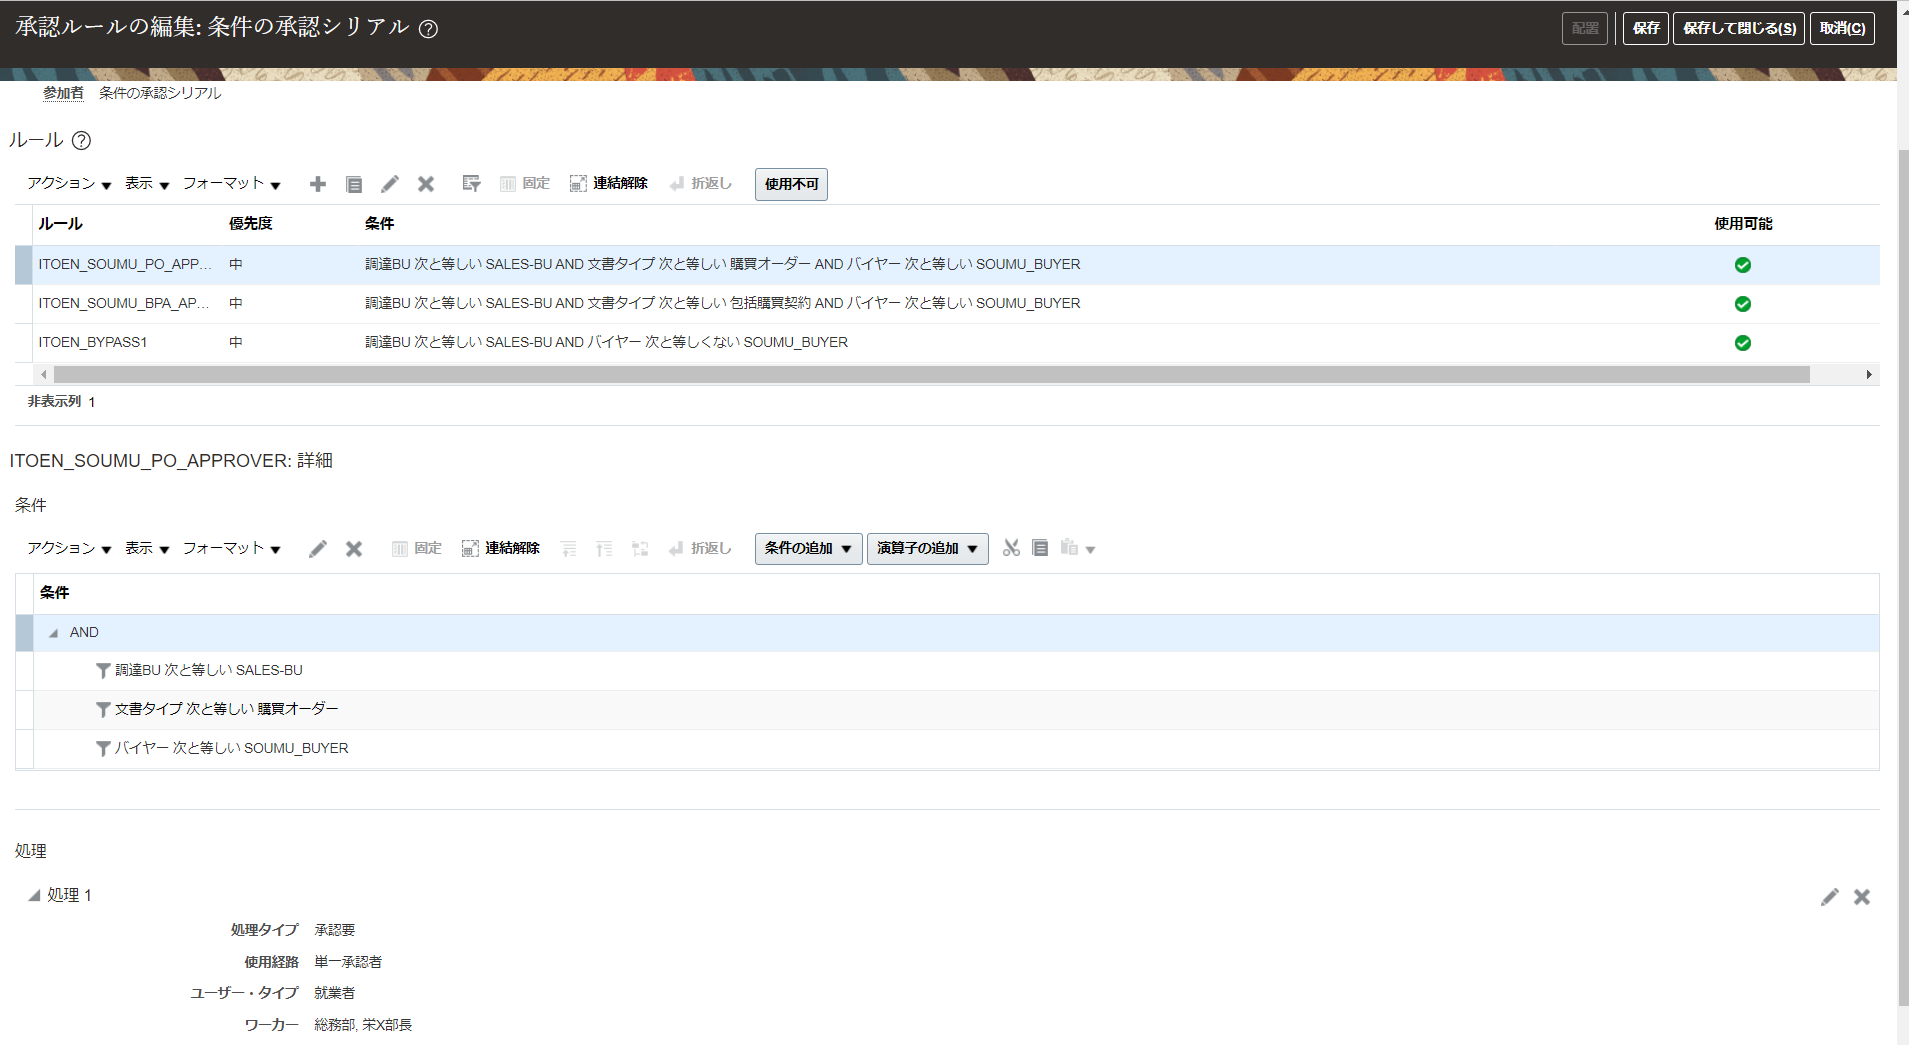 承認ルールの編集: 条件の承認シリアル ?
配置 保存 保存して閉じる(S) 取消(C)
参加者 条件の承認シリアル
ルール ?
アクション 表示 フォーマット 固定 連結解除 折返し 使用不可
ルール 優先度 条件 使用可能
ITOEN_SOUMU_PO_APP... 中 調達BU 次と等しい SALES-BU AND 文書タイプ 次と等しい 購買オーダー AND バイヤー 次と等しい SOUMU_BUYER
ITOEN_SOUMU_BPA_AP... 中 調達BU 次と等しい SALES-BU AND 文書タイプ 次と等しい 包括購買契約 AND バイヤー 次と等しい SOUMU_BUYER
ITOEN_BYPASS1 中 調達BU 次と等しい SALES-BU AND バイヤー 次と等しくない SOUMU_BUYER
非表示列 1
ITOEN_SOUMU_PO_APPROVER: 詳細
条件
アクション 表示 フォーマット 固定 連結解除 折返し 条件の追加 演算子の追加
条件
AND
調達BU 次と等しい SALES-BU
文書タイプ 次と等しい 購買オーダー
バイヤー 次と等しい SOUMU_BUYER
処理
処理 1
処理タイプ 承認要
使用経路 単一承認者
ユーザー・タイプ 就業者
ワーカー 総務部, 栄X部長